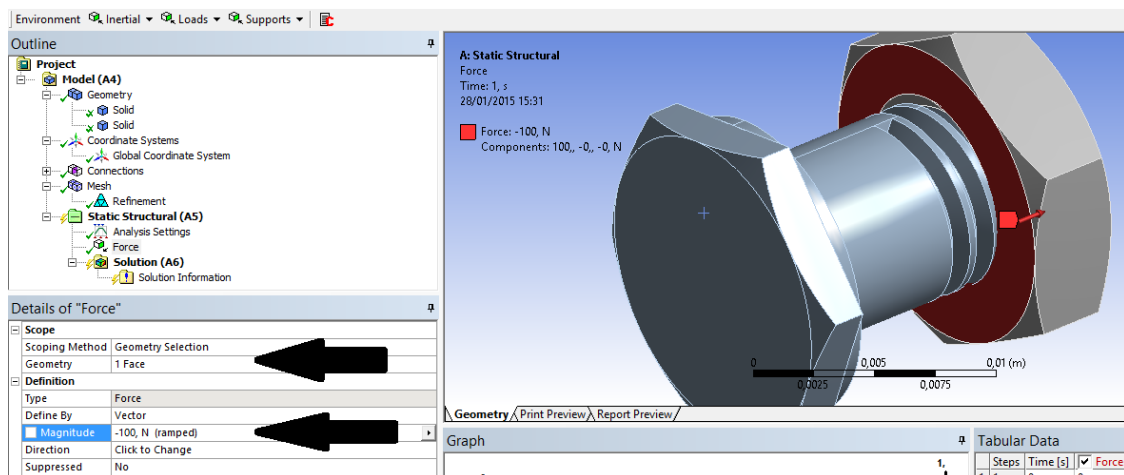 Environment Inertial Loads Supports
Outline
Project
Model (A4)
Geometry
Solid
Solid
Coordinate Systems
Global Coordinate System
Connections
Mesh
Refinement
Static Structural (A5)
Analysis Settings
Force
Solution (A6)
Solution Information
Details of "Force"
Scope
Scoping Method Geometry Selection
Geometry 1 Face
Definition
Type Force
Define By Vector
Magnitude -100, N (ramped)
Direction Click to Change
Suppressed No
A: Static Structural
Force
Time: 1, s
28/01/2015 15:31
Force: -100, N
Components: 100,, -0,, -0, N
0 0,005 0,01 (m)
0,0025 0,0075
Geometry Print Preview Report Preview
Graph
1,
Tabular Data
Steps Time [s] Force